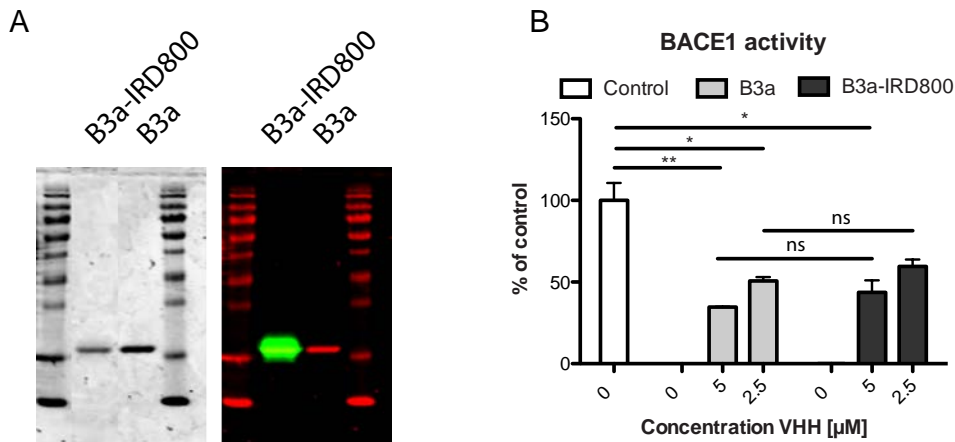 A
B3a-IRD800
B3a
B3a-IRD800
B3a
B
BACE1 activity
Control B3a B3a-IRD800
% of control
150
100
50
0
*
*
**
ns
ns
0 0 5 2.5 0 5 2.5
Concentration VHH [µM]